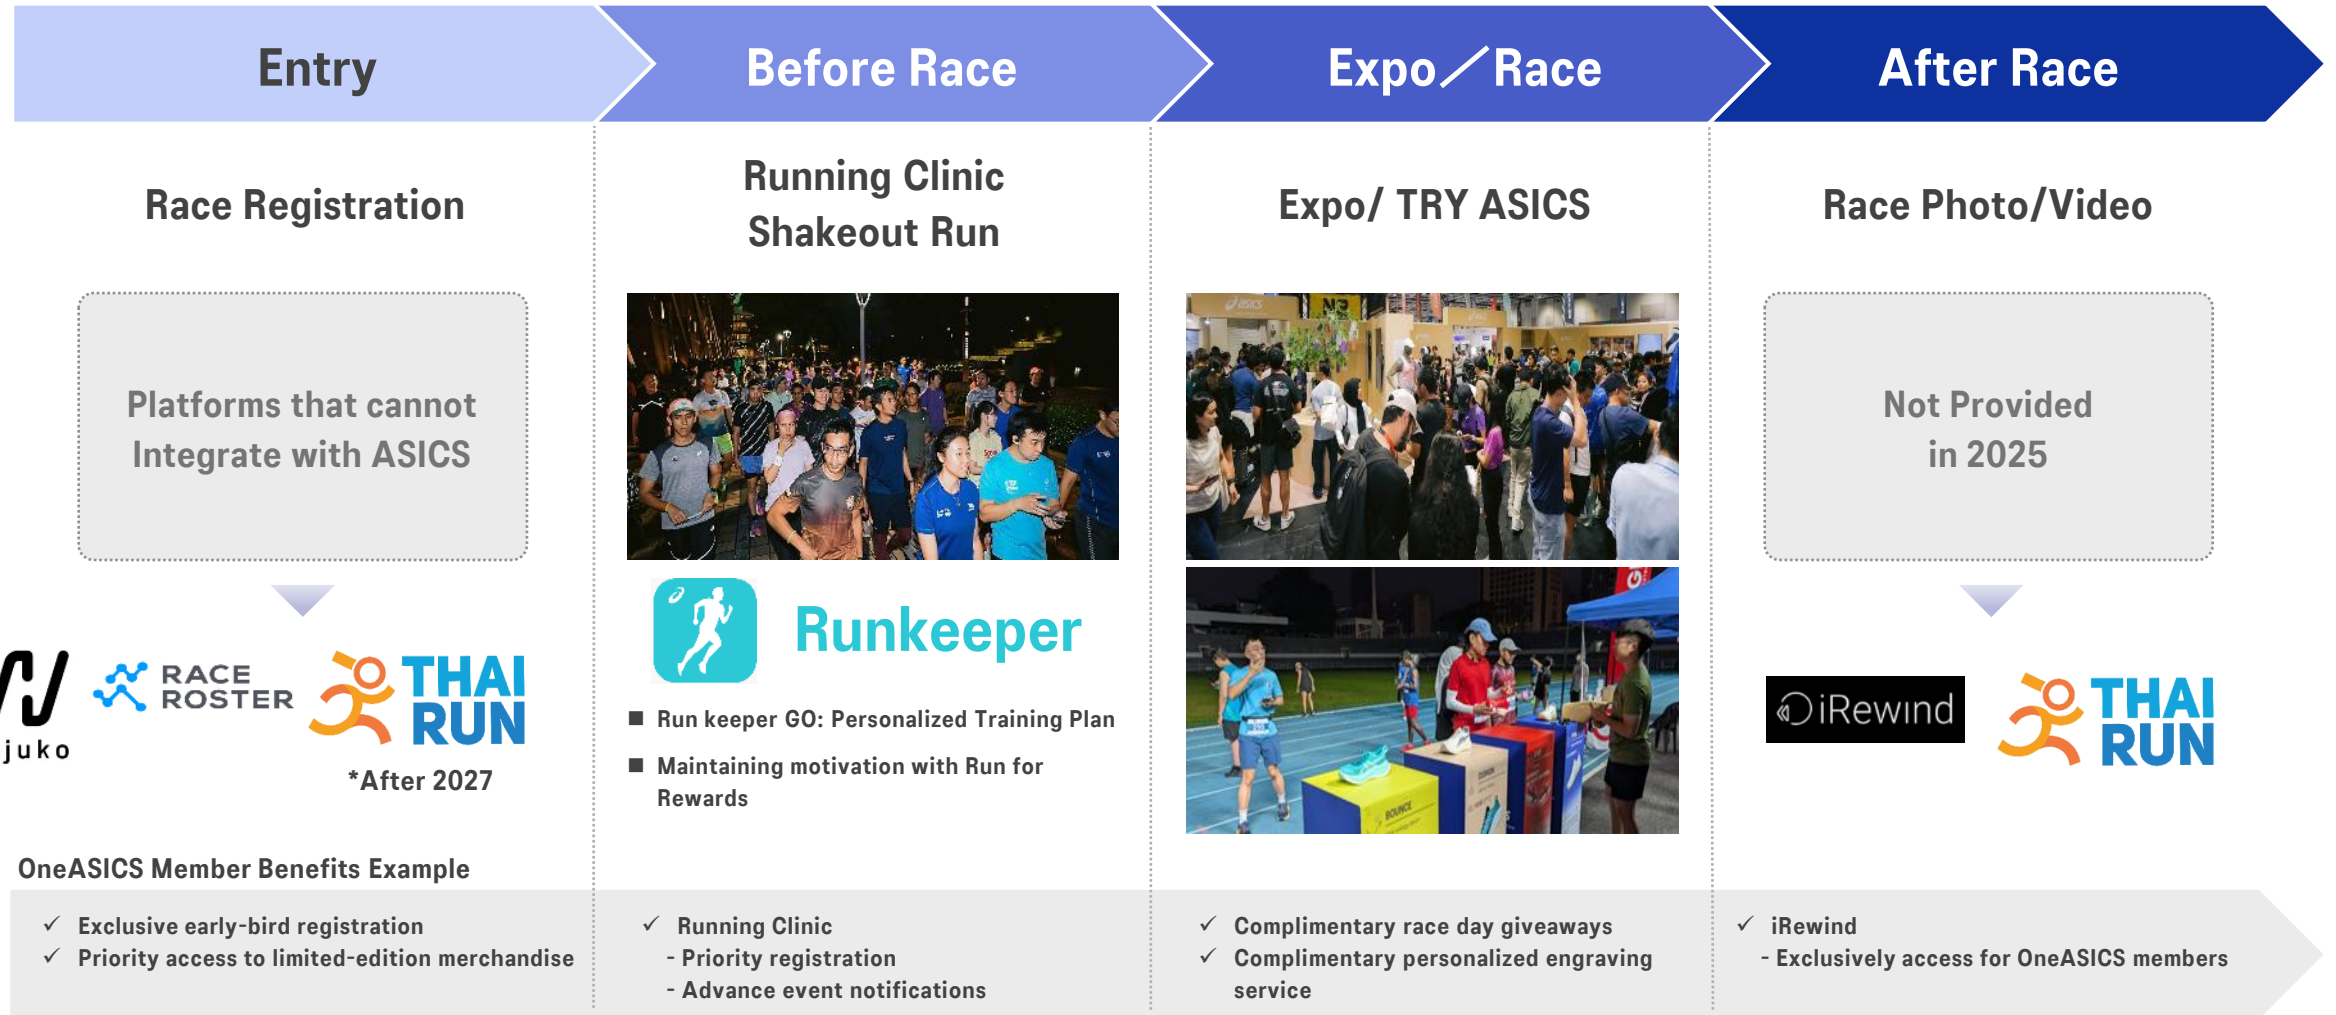 Entry
Before Race
Expo／Race
After Race
Race Registration
Platforms that cannot
Integrate with ASICS
juko
RACE
ROSTER
THAI
RUN
*After 2027
Running Clinic
Shakeout Run
Runkeeper
■ Run keeper GO: Personalized Training Plan
■ Maintaining motivation with Run for
Rewards
Expo/ TRY ASICS
asics
BOUNCE
Race Photo/Video
Not Provided
in 2025
iRewind
THAI
RUN
OneASICS Member Benefits Example
✓ Exclusive early-bird registration
✓ Priority access to limited-edition merchandise
✓ Running Clinic
- Priority registration
- Advance event notifications
✓ Complimentary race day giveaways
✓ Complimentary personalized engraving
service
✓ iRewind
- Exclusively access for OneASICS members